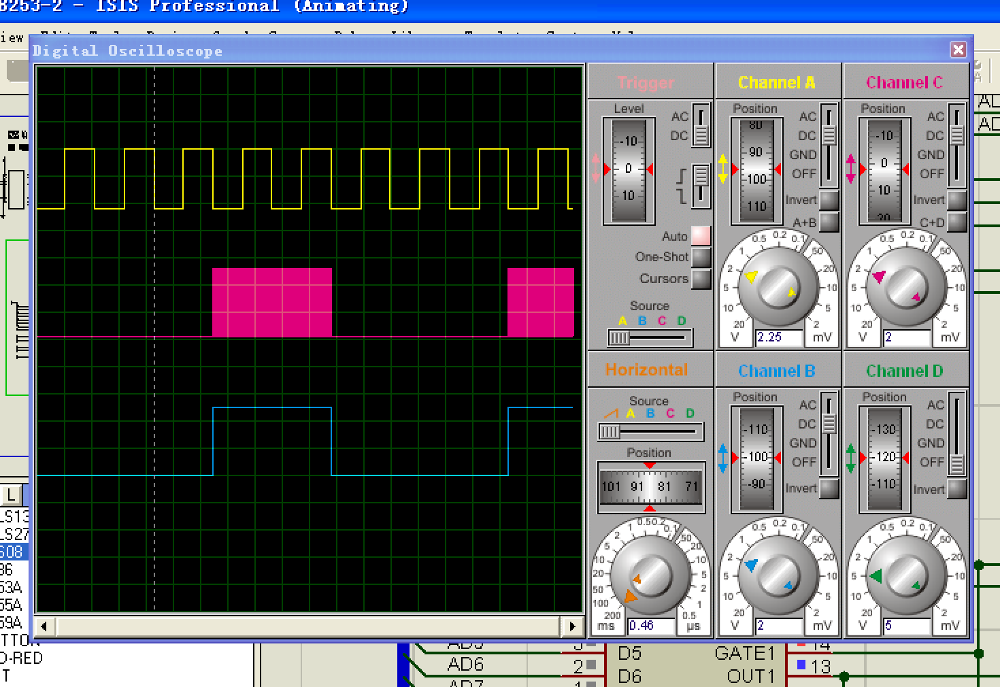 8253-2 - ISIS Professional (Animating)
iew
Digital Oscilloscope
Trigger
Channel A
Channel C
AD
AD
Level
AC
DC
-10
0
10
Auto
One-Shot
Cursors
Source
A B C D
Position
AC
DC
GND
OFF
80
90
100
110
Invert
A+B
0.5 0.2 0.1
1
2
5
10
20
V
50
20
10
5
2
mV
2.25
Position
AC
DC
GND
OFF
-10
0
10
20
Invert
C+D
0.5 0.2 0.1
1
2
5
10
20
V
50
20
10
5
2
mV
2
Horizontal
Channel B
Channel D
Source
A B C D
Position
101 91 81 71
1 0.5 0.2 0.1
2
5
10
20
50
100
200
ms
50
20
10
5
2
1
0.5
µs
0.46
Position
AC
DC
GND
OFF
-110
-100
-90
Invert
0.5 0.2 0.1
1
2
5
10
20
V
50
20
10
5
2
mV
2
Position
AC
DC
GND
OFF
-130
-120
-110
Invert
0.5 0.2 0.1
1
2
5
10
20
V
50
20
10
5
2
mV
5
L
LS13
LS27
S08
86
53A
55A
59A
TTON
D-RED
T
AD5
AD6
AD7
3
2
1
D5
D6
GATE1
OUT1
14
13